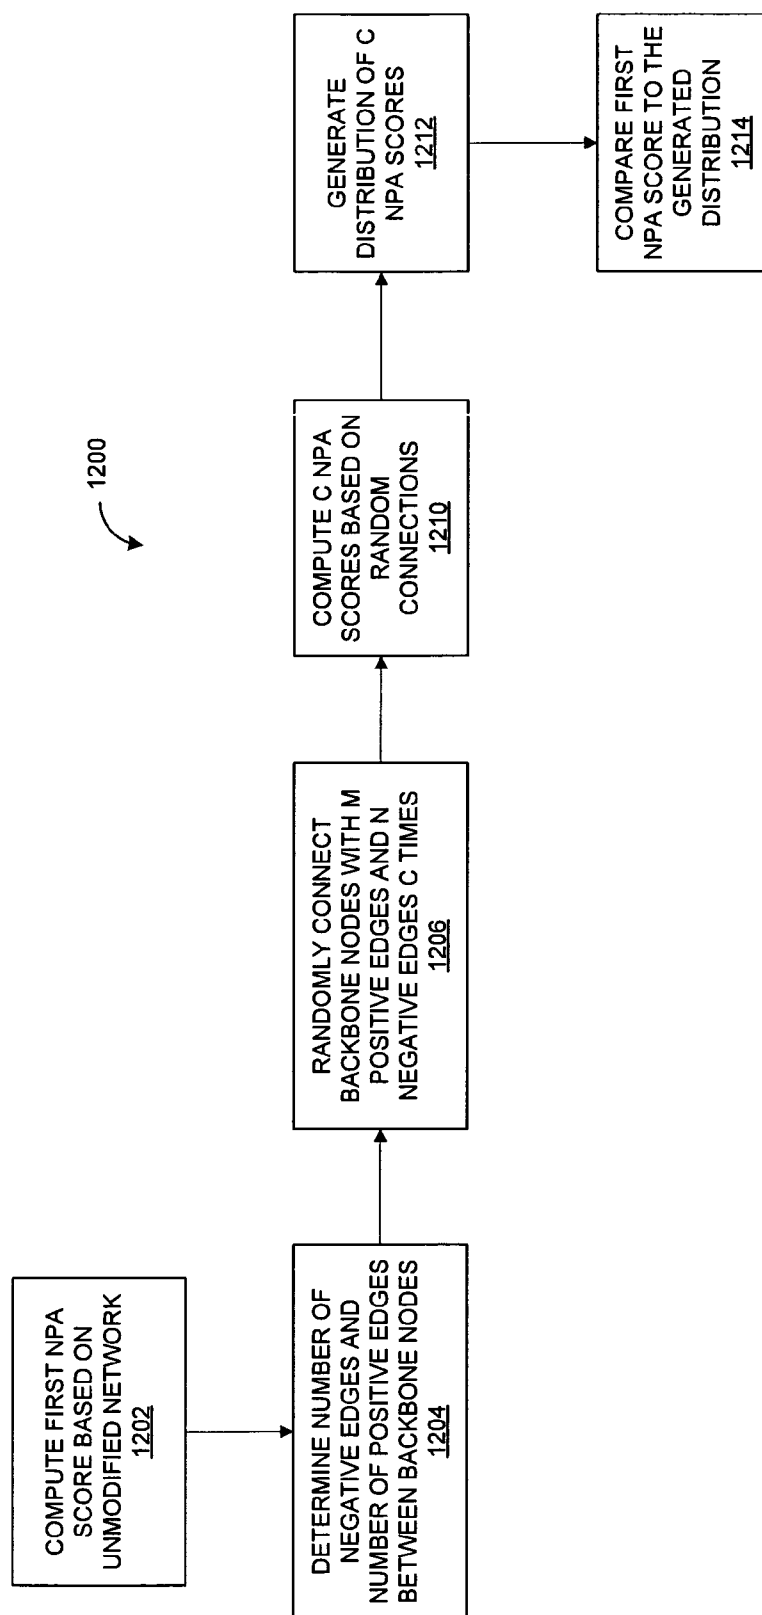 1200
COMPUTE FIRST NPA
SCORE BASED ON
UNMODIFIED NETWORK
1202
DETERMINE NUMBER OF
NEGATIVE EDGES AND
NUMBER OF POSITIVE EDGES
BETWEEN BACKBONE NODES
1204
RANDOMLY CONNECT
BACKBONE NODES WITH M
POSITIVE EDGES AND N
NEGATIVE EDGES C TIMES
1206
COMPUTE C NPA
SCORES BASED ON
RANDOM
CONNECTIONS
1210
GENERATE
DISTRIBUTION OF C
NPA SCORES
1212
COMPARE FIRST
NPA SCORE TO THE
GENERATED
DISTRIBUTION
1214